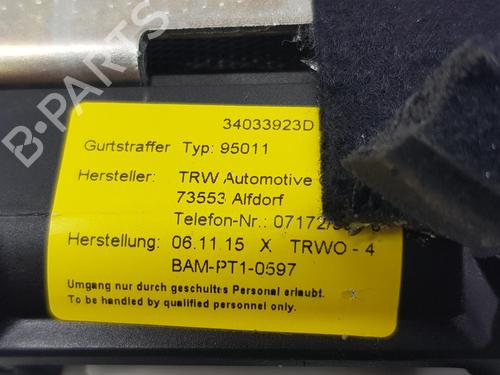 34033923D
Gurtstraffer Typ: 95011
Hersteller: TRW Automotive
73553 Alfdorf
Telefon-Nr.: 07172/
Herstellung: 06.11.15 X TRWO - 4
BAM-PT1-0597
Umgang nur durch geschultes Personal erlaubt.
To be handled by qualified personnel only.
B-PARTS